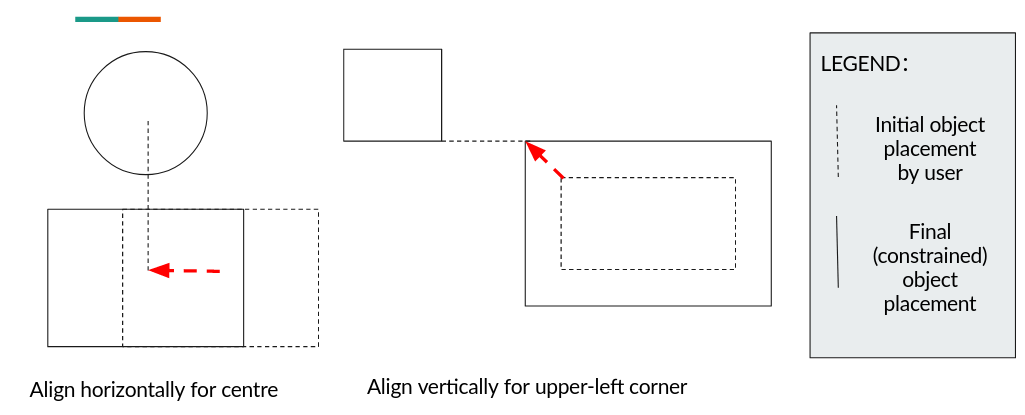 LEGEND:
Initial object
placement
by user
Final
(constrained)
object
placement
Align horizontally for centre
Align vertically for upper-left corner